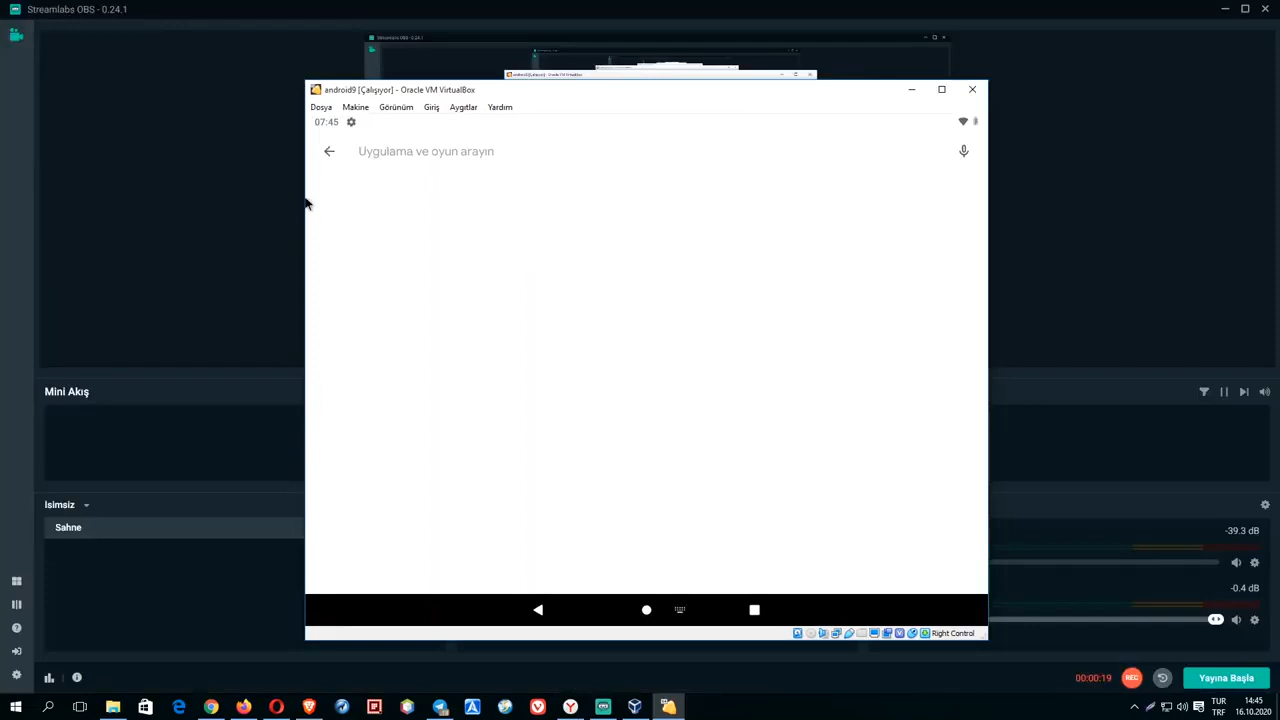 Streamlabs OBS - 0.24.1
android9 [Çalışıyor] - Oracle VM VirtualBox
Dosya Makine Görünüm Giriş Aygıtlar Yardım
07:45
Uygulama ve oyun arayın
Mini Akış
Isimsiz
Sahne
-39.3 dB
-0.4 dB
Right Control
00:00:19 REC Yayına Başla
TUR 14:45
TRF 16.10.2020